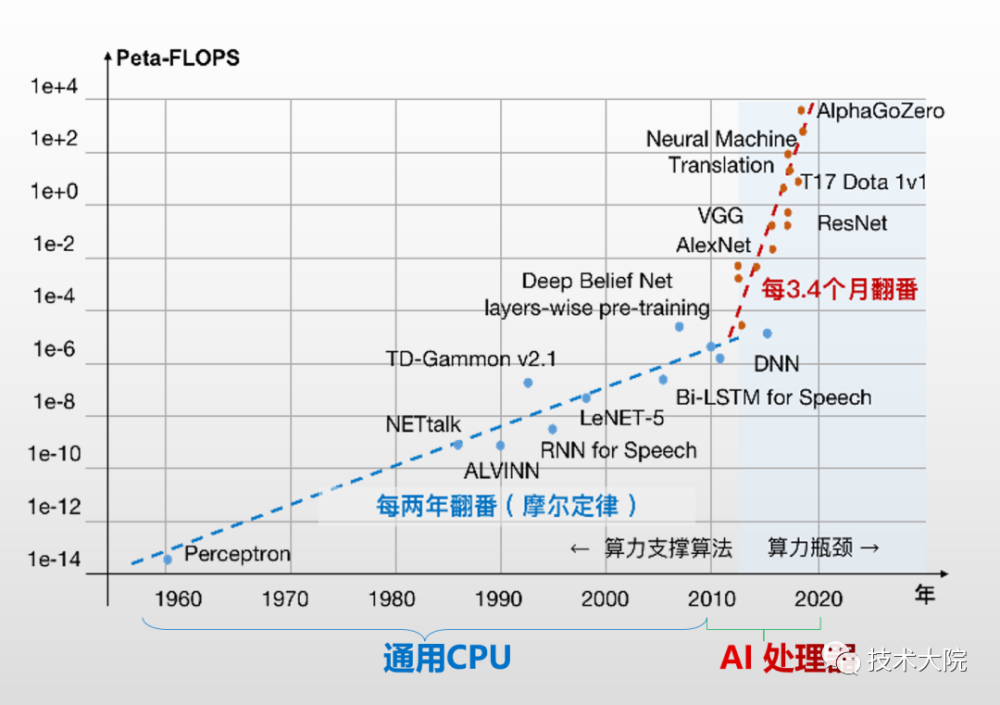 Peta-FLOPS
1e+4
1e+2
1e+0
1e-2
1e-4
1e-6
1e-8
1e-10
1e-12
1e-14
AlphaGoZero
Neural Machine
Translation
T17 Dota 1v1
VGG
ResNet
AlexNet
Deep Belief Net
layers-wise pre-training
每3.4个月翻番
TD-Gammon v2.1
DNN
Bi-LSTM for Speech
LeNET-5
NETtalk
RNN for Speech
ALVINN
每两年翻番(摩尔定律)
Perceptron
← 算力支撑算法
算力瓶颈 →
1960
1970
1980
1990
2000
2010
2020
年
通用CPU
AI 处理
技术大院